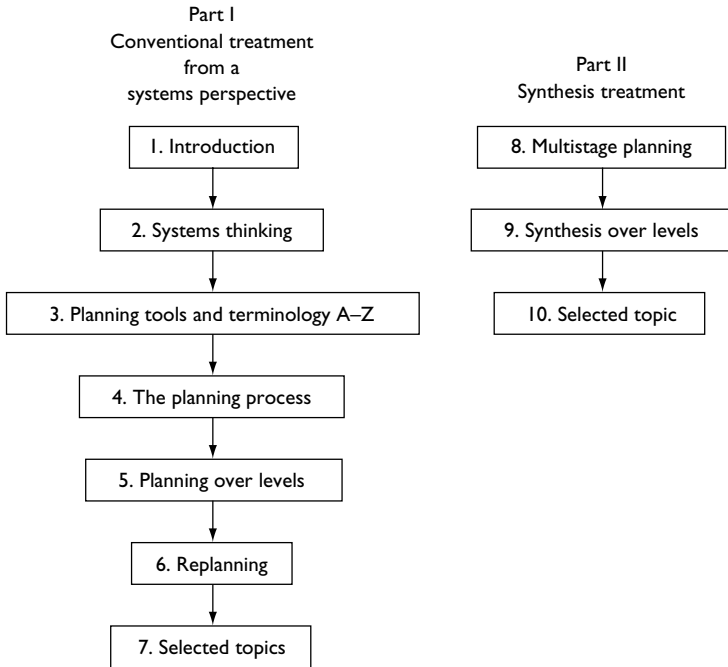 Part I
Conventional treatment
from a
systems perspective
1. Introduction
2. Systems thinking
3. Planning tools and terminology A–Z
4. The planning process
5. Planning over levels
6. Replanning
7. Selected topics
Part II
Synthesis treatment
8. Multistage planning
9. Synthesis over levels
10. Selected topic